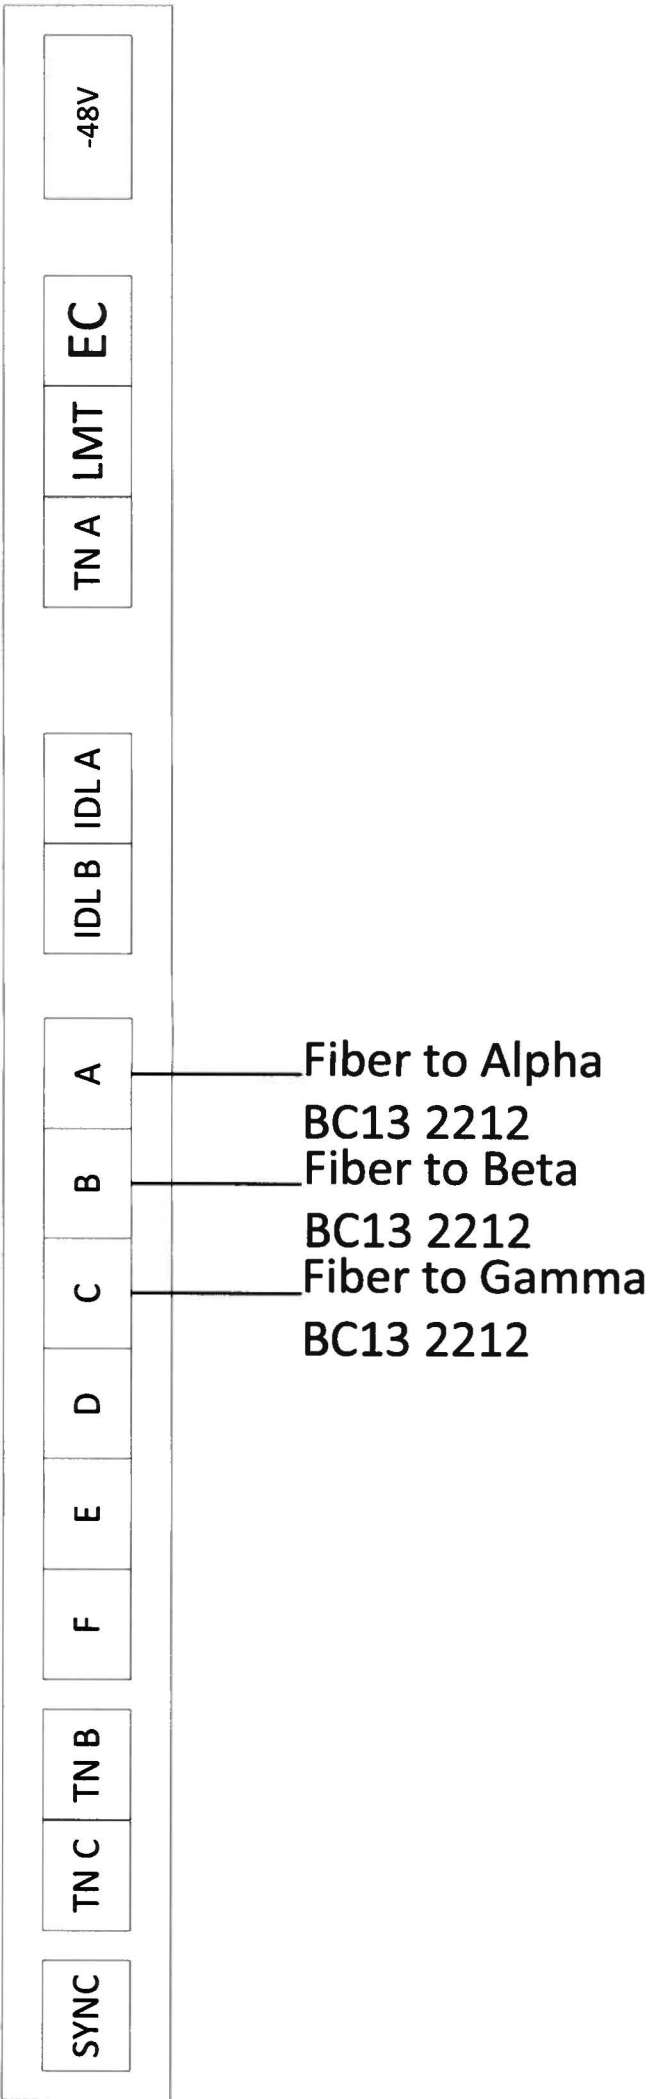 -48V
EC
LMT
TN A
IDL A
IDL B
A
Fiber to Alpha
BC13 2212
B
Fiber to Beta
BC13 2212
C
Fiber to Gamma
BC13 2212
D
E
F
TN B
TN C
SYNC